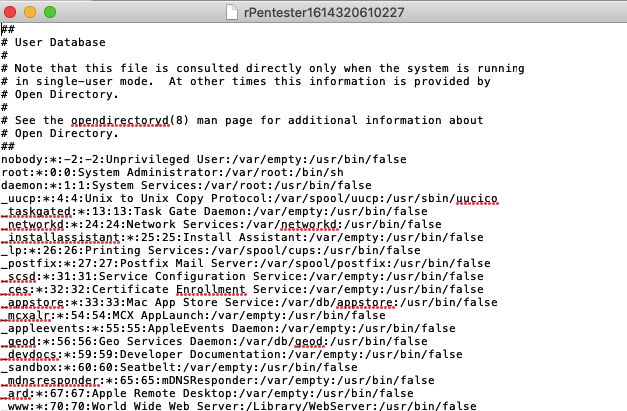 rPentester1614320610227
##
# User Database
#
# Note that this file is consulted directly only when the system is running
# in single-user mode.  At other times this information is provided by
# Open Directory.
#
# See the opendirectoryd(8) man page for additional information about
# Open Directory.
##
nobody:*:-2:-2:Unprivileged User:/var/empty:/usr/bin/false
root:*:0:0:System Administrator:/var/root:/bin/sh
daemon:*:1:1:System Services:/var/root:/usr/bin/false
_uucp:*:4:4:Unix to Unix Copy Protocol:/var/spool/uucp:/usr/sbin/uucico
_taskgated:*:13:13:Task Gate Daemon:/var/empty:/usr/bin/false
_networkd:*:24:24:Network Services:/var/networkd:/usr/bin/false
_installassistant:*:25:25:Install Assistant:/var/empty:/usr/bin/false
_lp:*:26:26:Printing Services:/var/spool/cups:/usr/bin/false
_postfix:*:27:27:Postfix Mail Server:/var/spool/postfix:/usr/bin/false
_scsd:*:31:31:Service Configuration Service:/var/empty:/usr/bin/false
_ces:*:32:32:Certificate Enrollment Service:/var/empty:/usr/bin/false
_appstore:*:33:33:Mac App Store Service:/var/db/appstore:/usr/bin/false
_mcxalr:*:54:54:MCX AppLaunch:/var/empty:/usr/bin/false
_appleevents:*:55:55:AppleEvents Daemon:/var/empty:/usr/bin/false
_geod:*:56:56:Geo Services Daemon:/var/db/geod:/usr/bin/false
_devdocs:*:59:59:Developer Documentation:/var/empty:/usr/bin/false
_sandbox:*:60:60:Seatbelt:/var/empty:/usr/bin/false
_mdnsresponder:*:65:65:mDNSResponder:/var/empty:/usr/bin/false
_ard:*:67:67:Apple Remote Desktop:/var/empty:/usr/bin/false
_www:*:70:70:World Wide Web Server:/Library/WebServer:/usr/bin/false